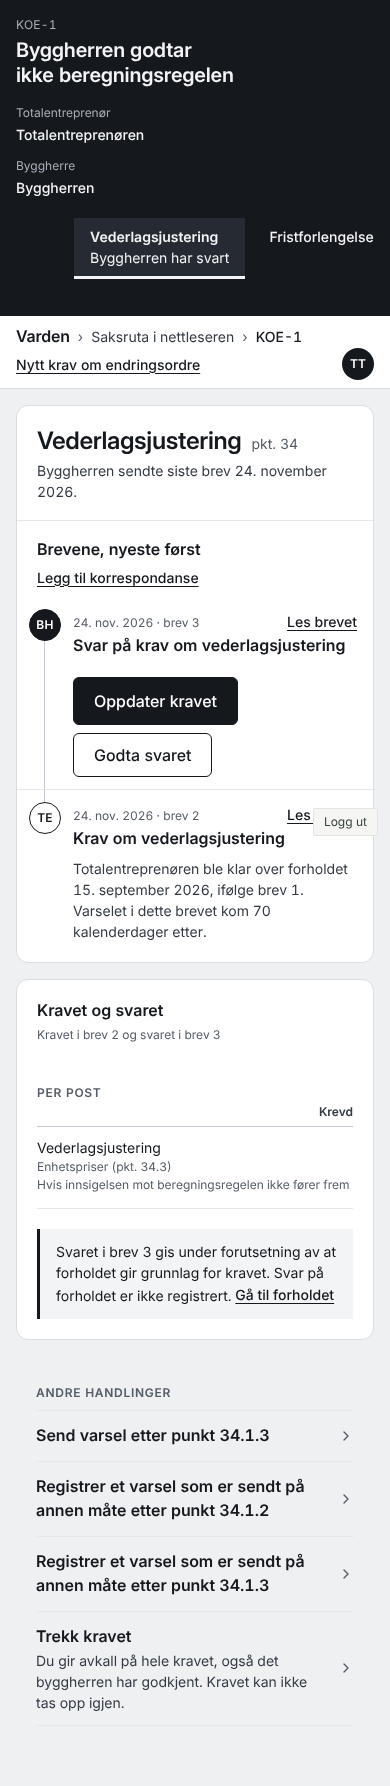 KOE-1
Byggherren godtar
ikke beregningsregelen
Totalentreprenør
Totalentreprenøren
Byggherre
Byggherren
Vederlagsjustering
Byggherren har svart
Fristforlengelse
Varden › Saksruta i nettleseren › KOE-1
Nytt krav om endringsordre
TT
Vederlagsjustering pkt. 34
Byggherren sendte siste brev 24. november
2026.
Brevene, nyeste først
Legg til korrespondanse
BH
24. nov. 2026 · brev 3
Les brevet
Svar på krav om vederlagsjustering
Oppdater kravet
Godta svaret
TE
24. nov. 2026 · brev 2
Les
Logg ut
Krav om vederlagsjustering
Totalentreprenøren ble klar over forholdet
15. september 2026, ifølge brev 1.
Varselet i dette brevet kom 70
kalenderdager etter.
Kravet og svaret
Kravet i brev 2 og svaret i brev 3
PER POST
Krevd
Vederlagsjustering
Enhetspriser (pkt. 34.3)
Hvis innsigelsen mot beregningsregelen ikke fører frem
Svaret i brev 3 gis under forutsetning av at
forholdet gir grunnlag for kravet. Svar på
forholdet er ikke registrert. Gå til forholdet
ANDRE HANDLINGER
Send varsel etter punkt 34.1.3
Registrer et varsel som er sendt på
annen måte etter punkt 34.1.2
Registrer et varsel som er sendt på
annen måte etter punkt 34.1.3
Trekk kravet
Du gir avkall på hele kravet, også det
byggherren har godkjent. Kravet kan ikke
tas opp igjen.